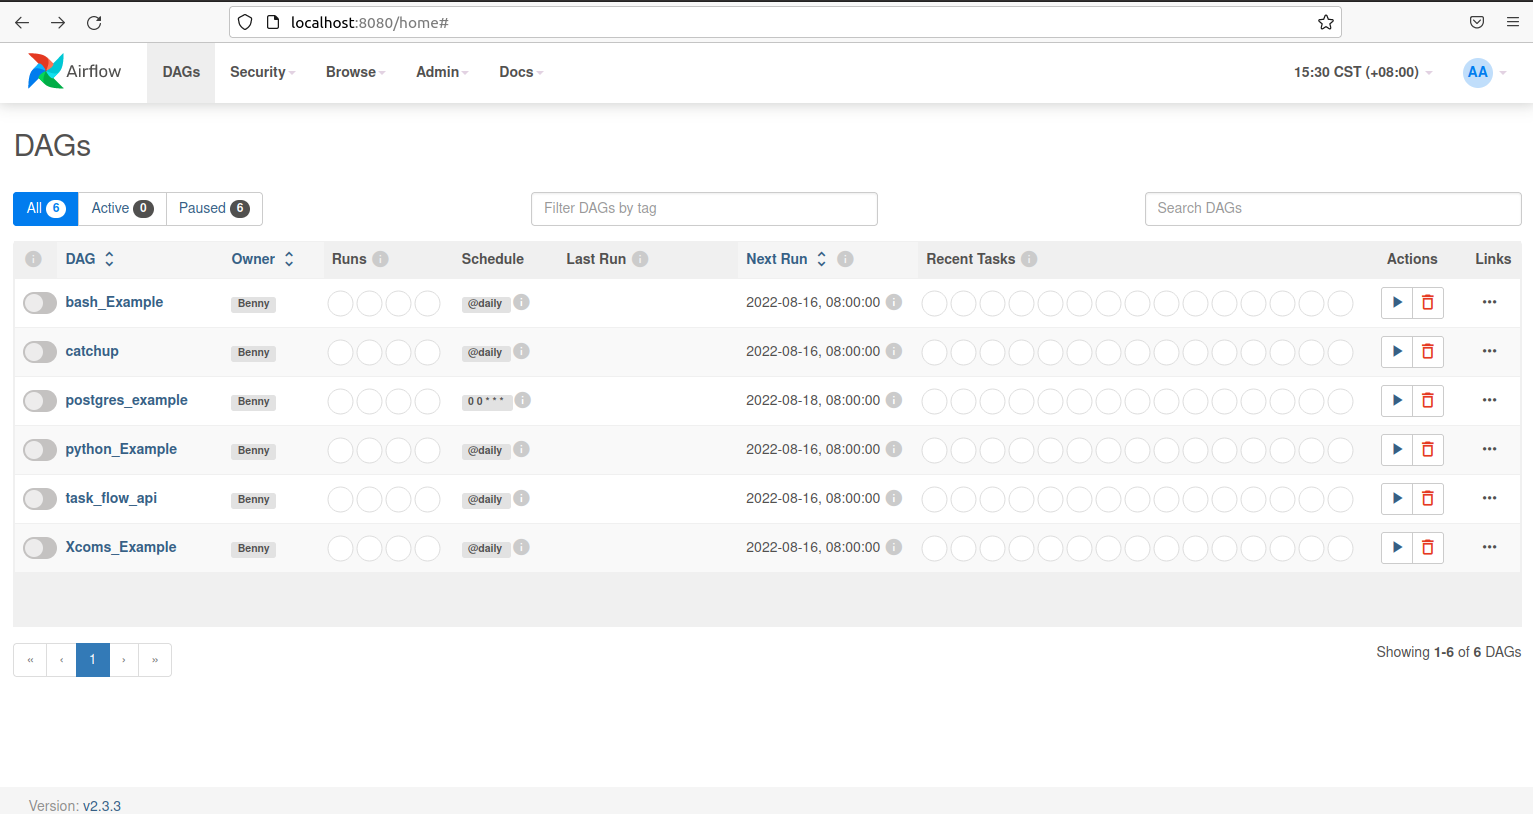 localhost:8080/home#
Airflow DAGs Security Browse Admin Docs 15:30 CST (+08:00) AA
DAGs
All 6 Active 0 Paused 6 Filter DAGs by tag Search DAGs
i DAG Owner Runs i Schedule Last Run i Next Run i Recent Tasks i Actions Links
bash_Example Benny @daily i 2022-08-16, 08:00:00 i
catchup Benny @daily i 2022-08-16, 08:00:00 i
postgres_example Benny 0 0 * * * i 2022-08-18, 08:00:00 i
python_Example Benny @daily i 2022-08-16, 08:00:00 i
task_flow_api Benny @daily i 2022-08-16, 08:00:00 i
Xcoms_Example Benny @daily i 2022-08-16, 08:00:00 i
« ‹ 1 › » Showing 1-6 of 6 DAGs
Version: v2.3.3